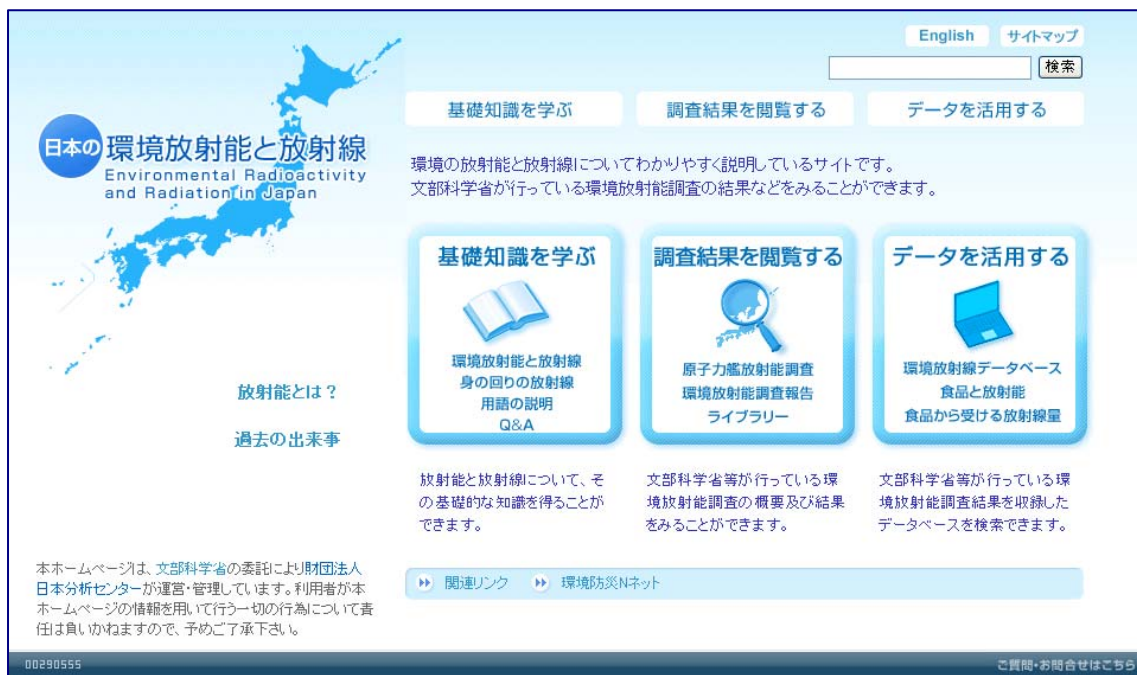 English サイトマップ
検索
基礎知識を学ぶ 調査結果を閲覧する データを活用する
日本の環境放射能と放射線
Environmental Radioactivity
and Radiation in Japan
環境の放射能と放射線についてわかりやすく説明しているサイトです。
文部科学省が行っている環境放射能調査の結果などをみることができます。
基礎知識を学ぶ
環境放射能と放射線
身の回りの放射線
用語の説明
Q&A
調査結果を閲覧する
原子力艦放射能調査
環境放射能調査報告
ライブラリー
データを活用する
環境放射線データベース
食品と放射能
食品から受ける放射線量
放射能とは？
過去の出来事
放射能と放射線について、そ
の基礎的な知識を得ることが
できます。
文部科学省等が行っている環
境放射能調査の概要及び結果
をみることができます。
文部科学省等が行っている環
境放射能調査結果を収録した
データベースを検索できます。
本ホームページは、文部科学省の委託により財団法人
日本分析センターが運営・管理しています。利用者が本
ホームページの情報を用いて行う一切の行為について責
任は負いかねますので、予めご了承下さい。
関連リンク 環境防災Nネット
00290555 ご質問・お問合せはこちら